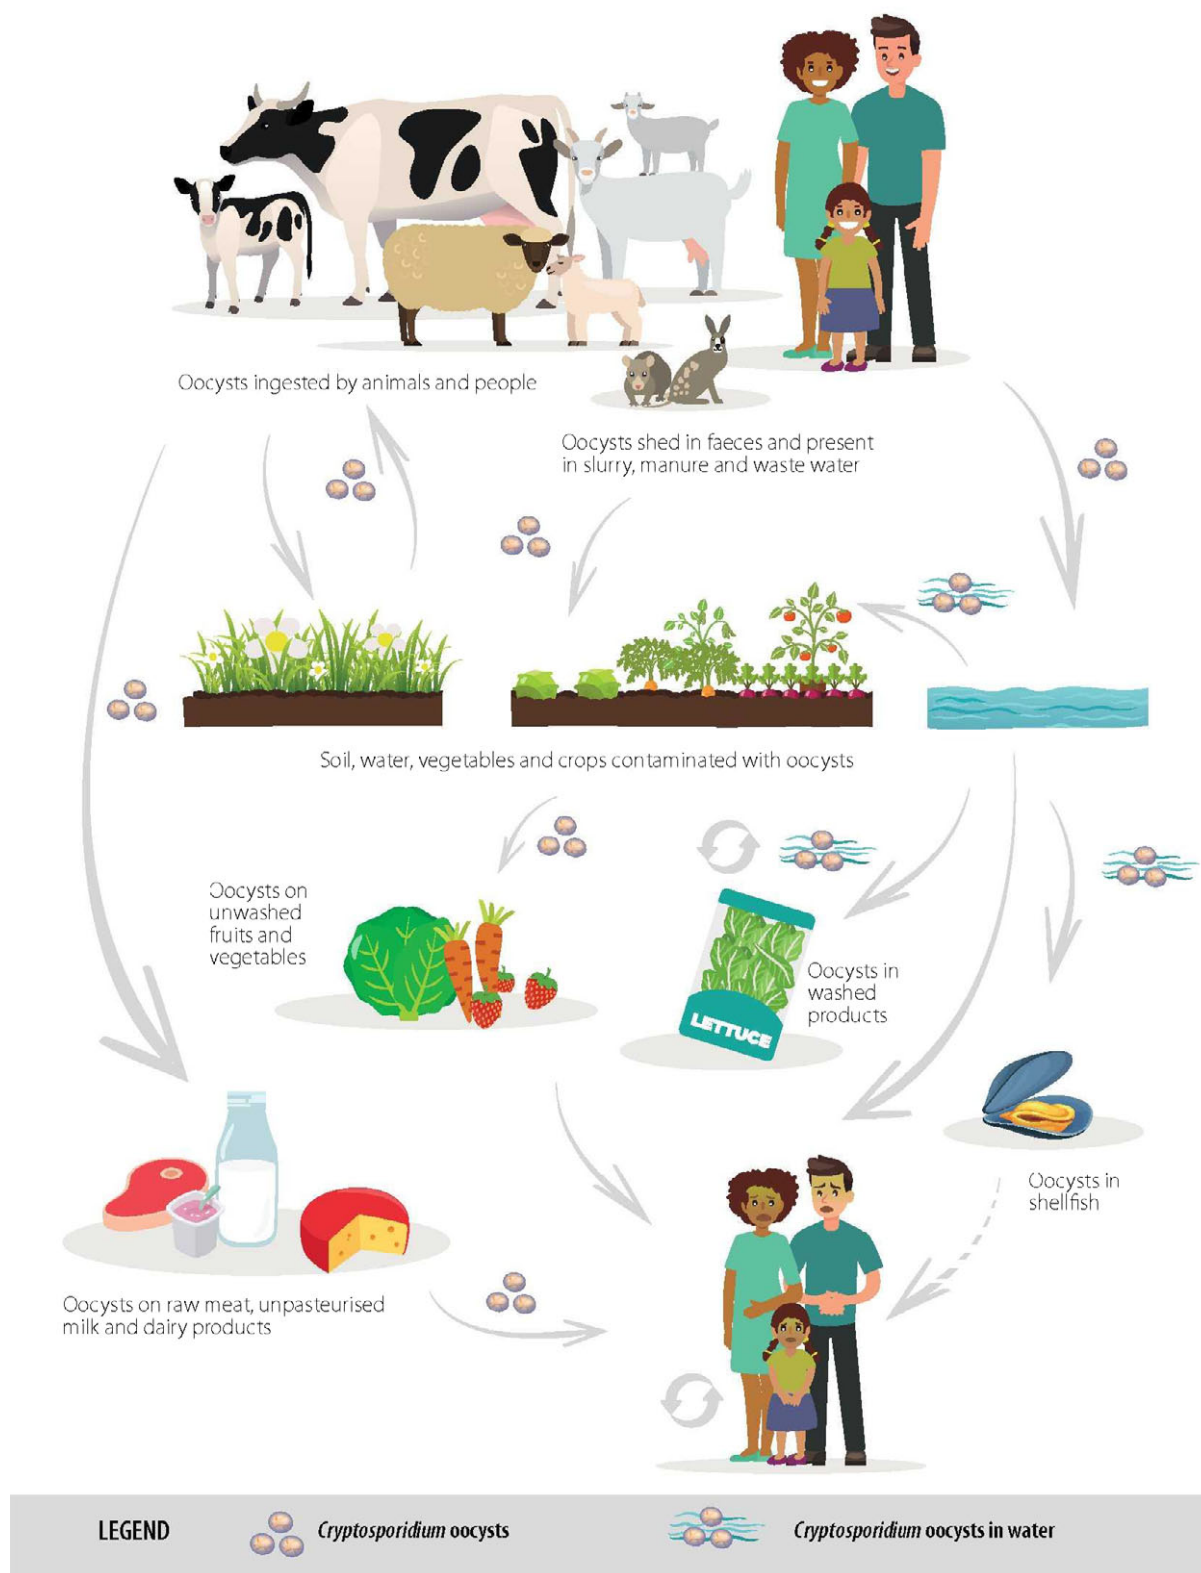 Oocysts ingested by animals and people
Oocysts shed in faeces and present
in slurry, manure and waste water
Soil, water, vegetables and crops contaminated with oocysts
Oocysts on
unwashed
fruits and
vegetables
Oocysts in
washed
products
LETTUCE
Oocysts in
shellfish
Oocysts on raw meat, unpasteurised
milk and dairy products
LEGEND
Cryptosporidium oocysts
Cryptosporidium oocysts in water